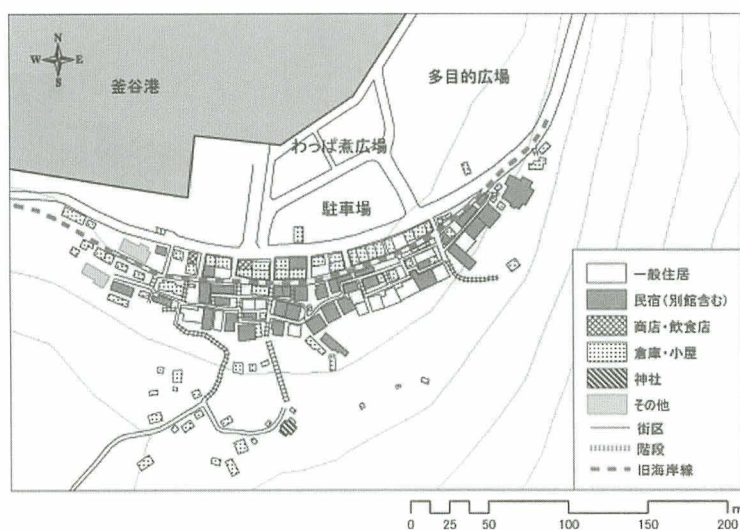 N
W E
S
釜谷港
多目的広場
わっぱ煮広場
駐車場
一般住居
民宿(別館含む)
商店・飲食店
倉庫・小屋
神社
その他
街区
階段
旧海岸線
0 25 50 100 150 200 m